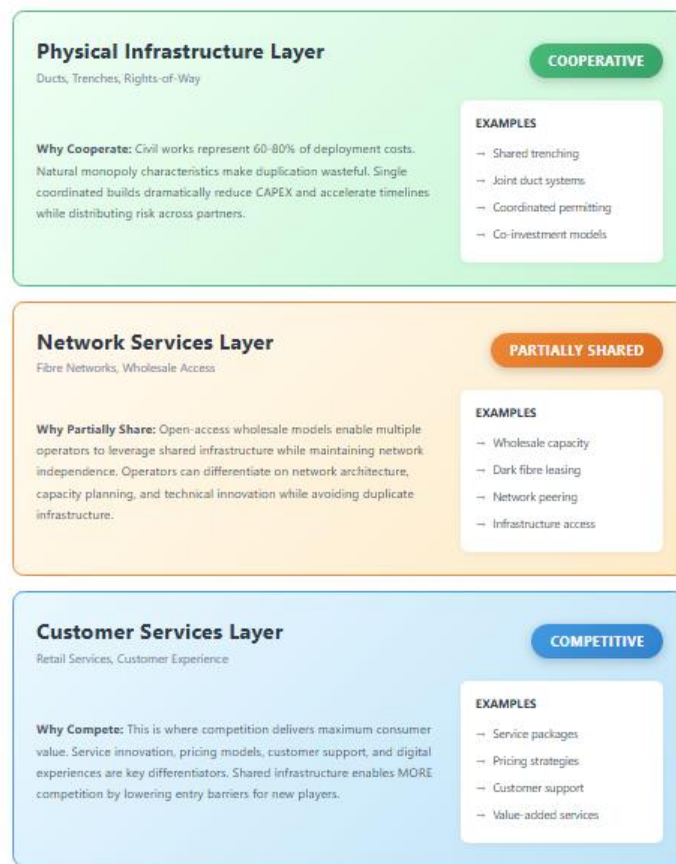 Physical Infrastructure Layer
COOPERATIVE
Ducts, Trenches, Rights-of-Way
Why Cooperate: Civil works represent 60-80% of deployment costs.
Natural monopoly characteristics make duplication wasteful. Single
coordinated builds dramatically reduce CAPEX and accelerate timelines
while distributing risk across partners.
EXAMPLES
→ Shared trenching
→ Joint duct systems
→ Coordinated permitting
→ Co-investment models
Network Services Layer
PARTIALLY SHARED
Fibre Networks, Wholesale Access
Why Partially Share: Open-access wholesale models enable multiple
operators to leverage shared infrastructure while maintaining network
independence. Operators can differentiate on network architecture,
capacity planning, and technical innovation while avoiding duplicate
infrastructure.
EXAMPLES
→ Wholesale capacity
→ Dark fibre leasing
→ Network peering
→ Infrastructure access
Customer Services Layer
COMPETITIVE
Retail Services, Customer Experience
Why Compete: This is where competition delivers maximum consumer
value. Service innovation, pricing models, customer support, and digital
experiences are key differentiators. Shared infrastructure enables MORE
competition by lowering entry barriers for new players.
EXAMPLES
→ Service packages
→ Pricing strategies
→ Customer support
→ Value-added services